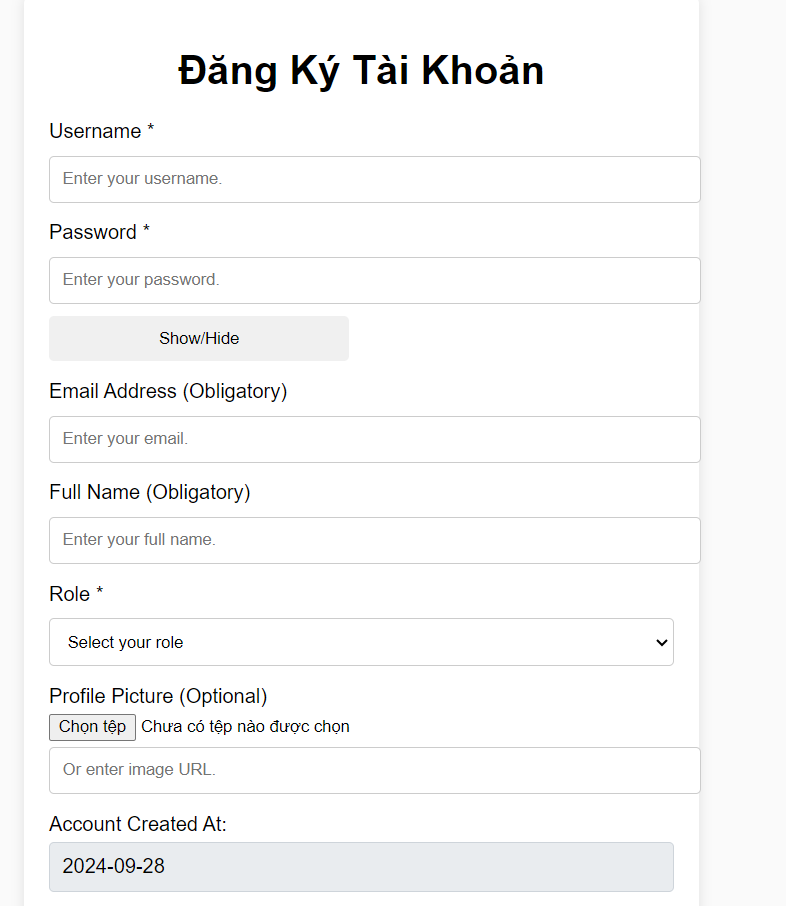 Đăng Ký Tài Khoản
Username *
Enter your username.
Password *
Enter your password.
Show/Hide
Email Address (Obligatory)
Enter your email.
Full Name (Obligatory)
Enter your full name.
Role *
Select your role
Profile Picture (Optional)
Chọn tệp Chưa có tệp nào được chọn
Or enter image URL.
Account Created At:
2024-09-28